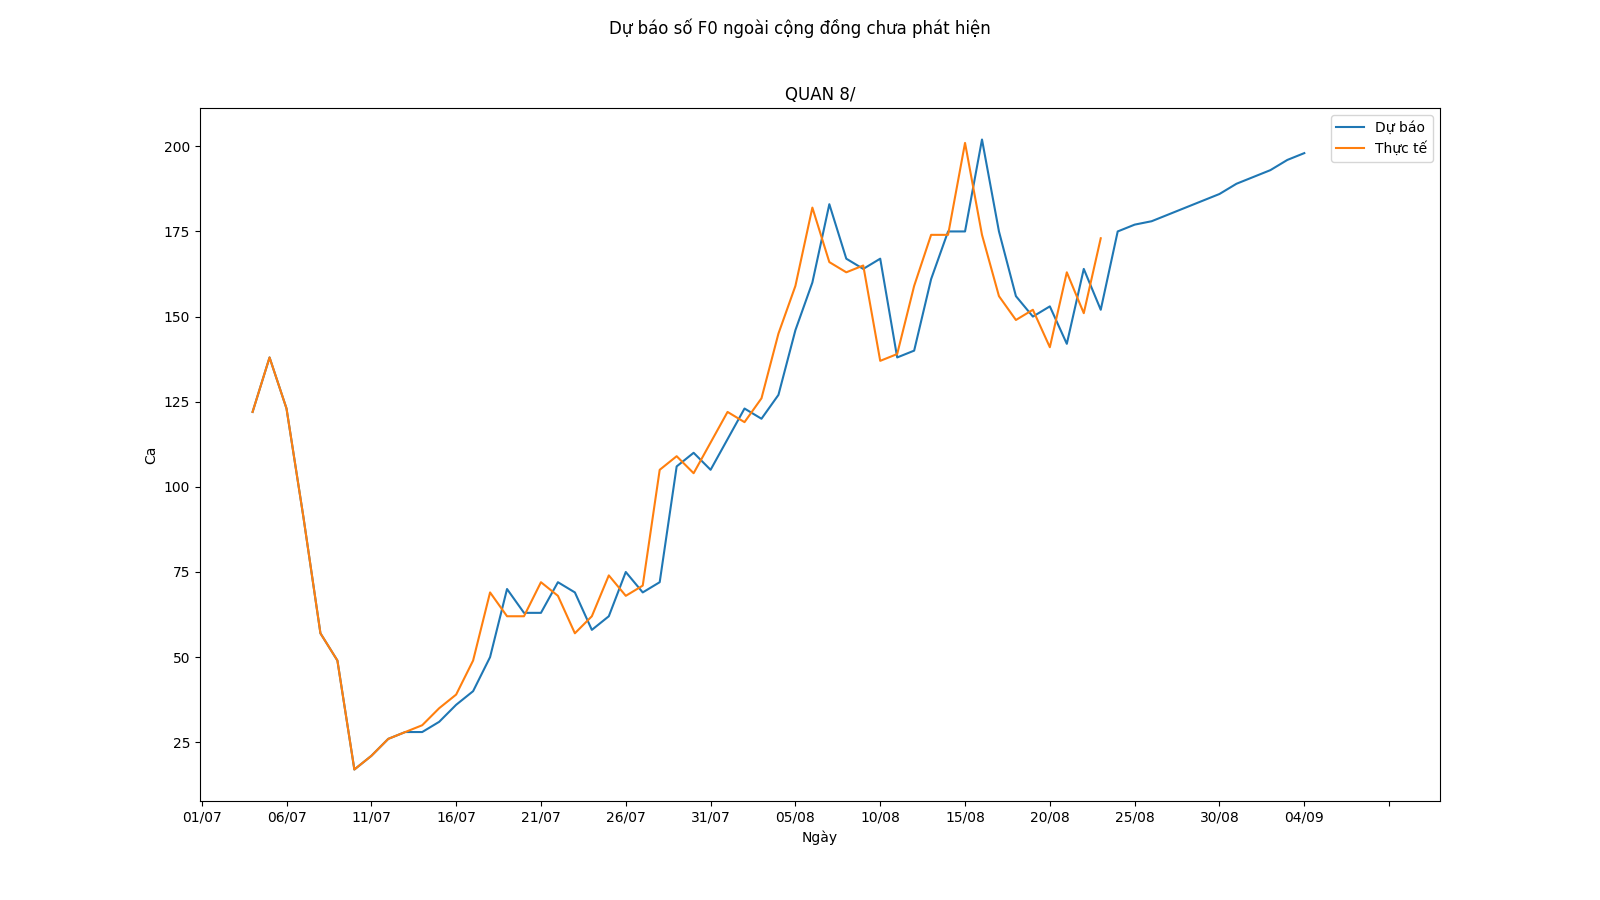 Dự báo số F0 ngoài cộng đồng chưa phát hiện
QUAN 8/
Dự báo
Thực tế
200
175
150
125
100
75
50
25
Ca
01/07 06/07 11/07 16/07 21/07 26/07 31/07 05/08 10/08 15/08 20/08 25/08 30/08 04/09
Ngày